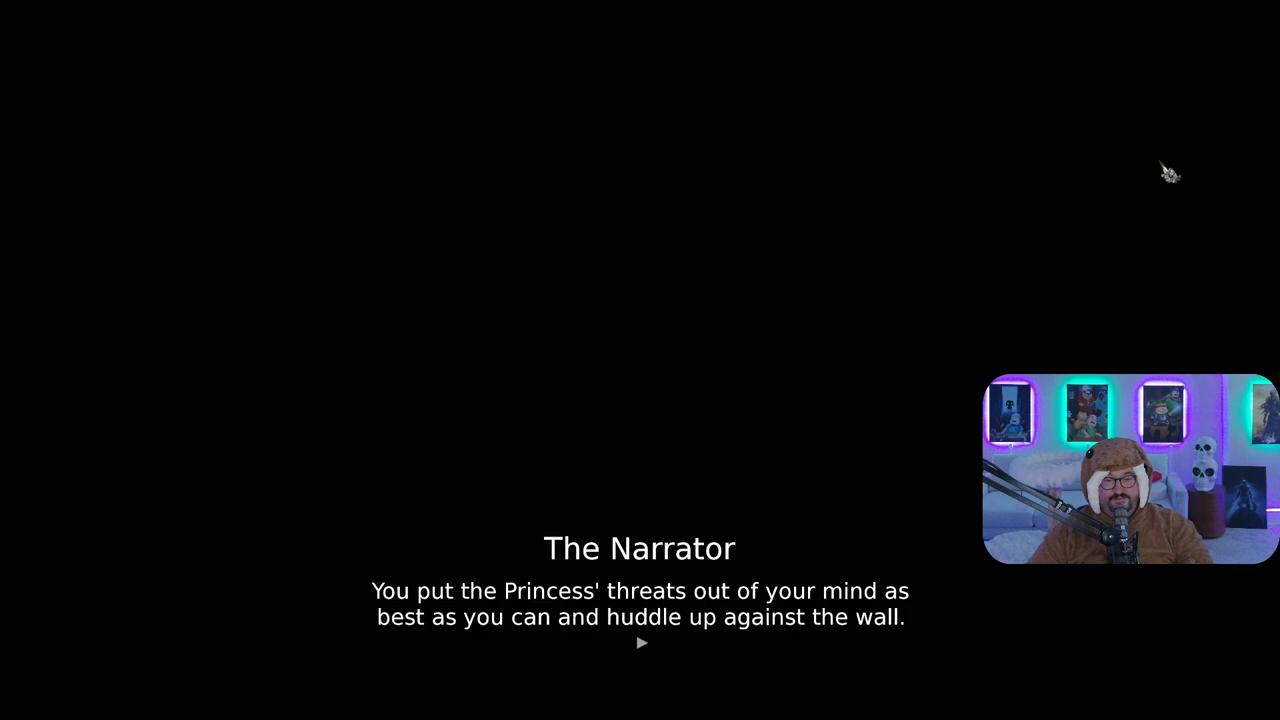 The Narrator
You put the Princess' threats out of your mind as
best as you can and huddle up against the wall.